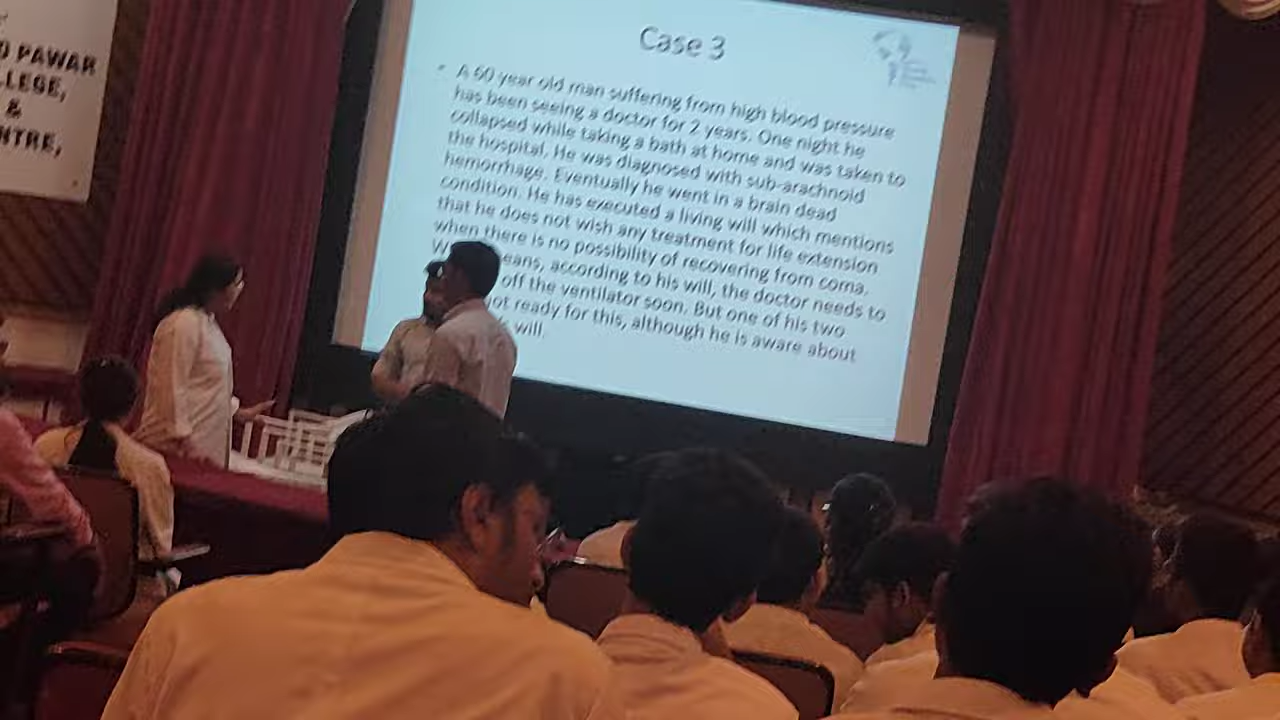 O PAWAR
LLEGE,
&
NTRE,
Case 3
• A 60 year old man suffering from high blood pressure
has been seeing a doctor for 2 years. One night he
collapsed while taking a bath at home and was taken to
the hospital. He was diagnosed with sub-arachnoid
hemorrhage. Eventually he went in a brain dead
condition. He has executed a living will which mentions
that he does not wish any treatment for life extension
when there is no possibility of recovering from coma.
eans, according to his will, the doctor needs to
off the ventilator soon. But one of his two
ot ready for this, although he is aware about
will.